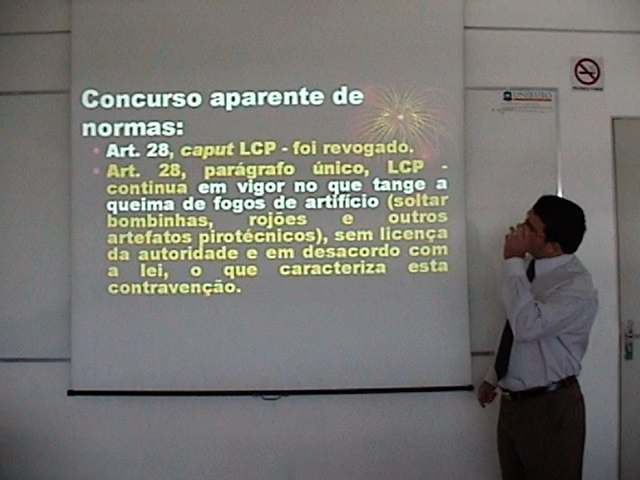 Concurso aparente de
normas:
Art. 28, caput LCP - foi revogado.
Art. 28, parágrafo único, LCP -
continua em vigor no que tange a
queima de fogos de artifício (soltar
bombinhas, rojões e outros
artefatos pirotécnicos), sem licença
da autoridade e em desacordo com
a lei, o que caracteriza esta
contravenção.